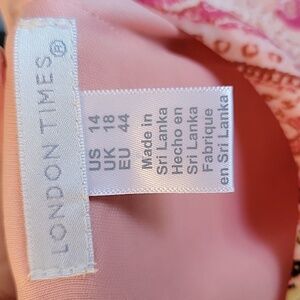 LONDON TIMES®
US 14
UK 18
EU 44
Made in
Sri Lanka
Hecho en
Sri Lanka
Fabrique
en Sri Lanka